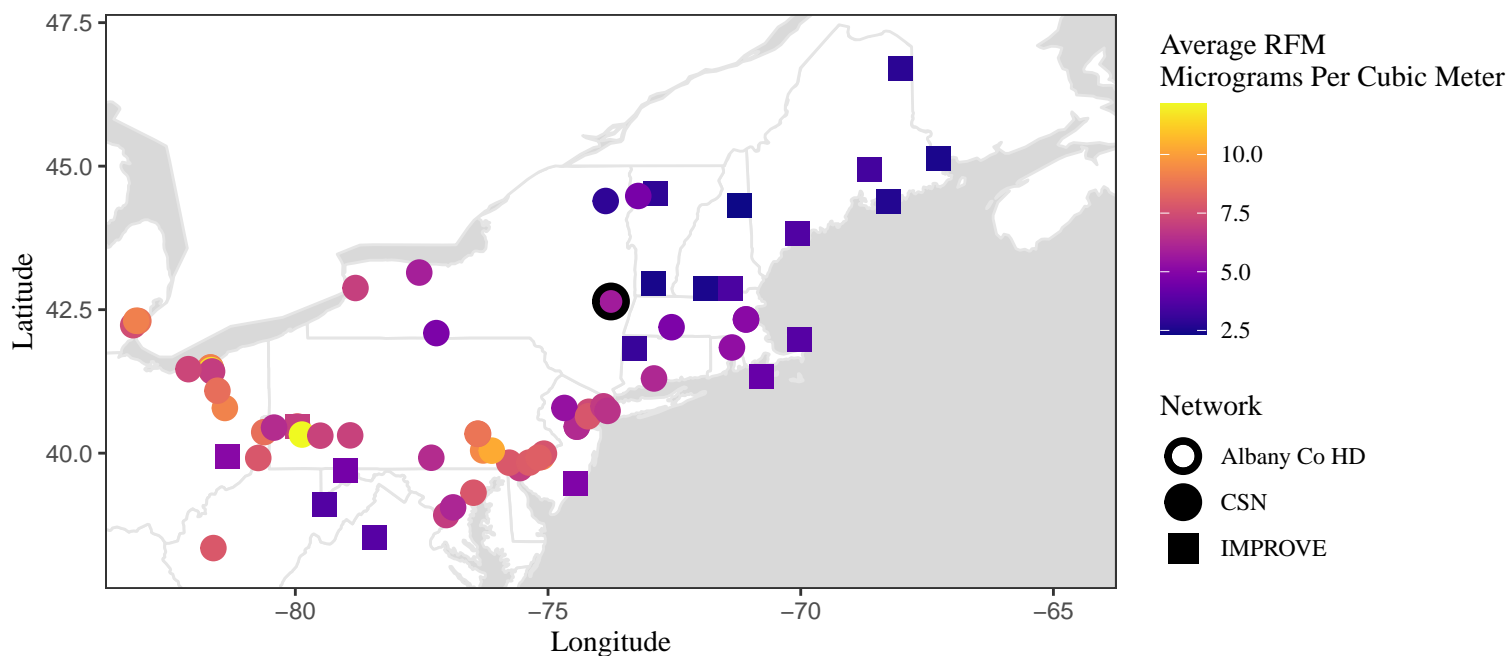 47.5
45.0
42.5
40.0
Latitude
−80
−75
−70
−65
Longitude
Average RFM
Micrograms Per Cubic Meter
10.0
7.5
5.0
2.5
Network
Albany Co HD
CSN
IMPROVE